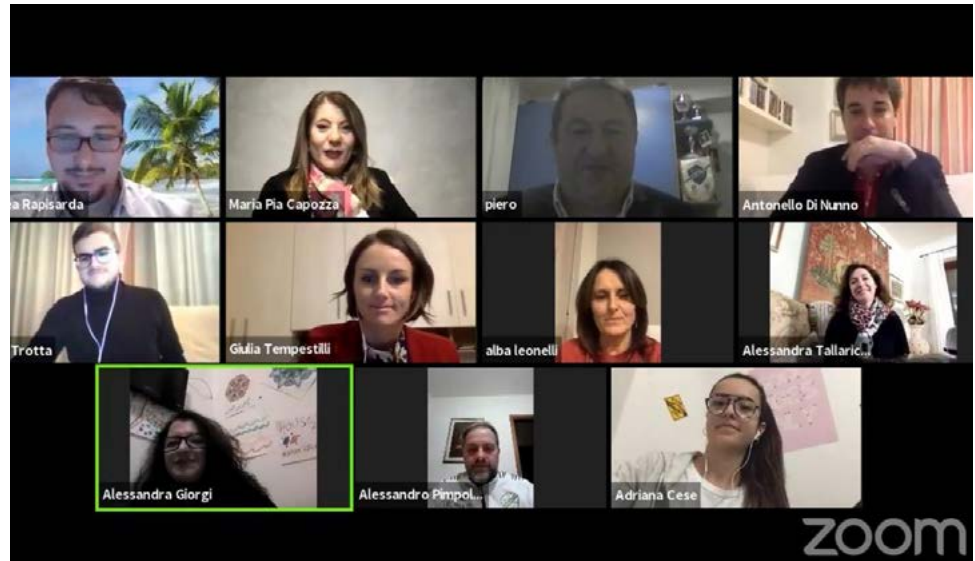 a Rapisarda
Maria Pia Capozza
piero
Antonello Di Nunno
Trotta
Giulia Tempestilli
alba leonelli
Alessandra Tallaric...
Alessandra Giorgi
Alessandro Pimpol...
Adriana Cese
zoom